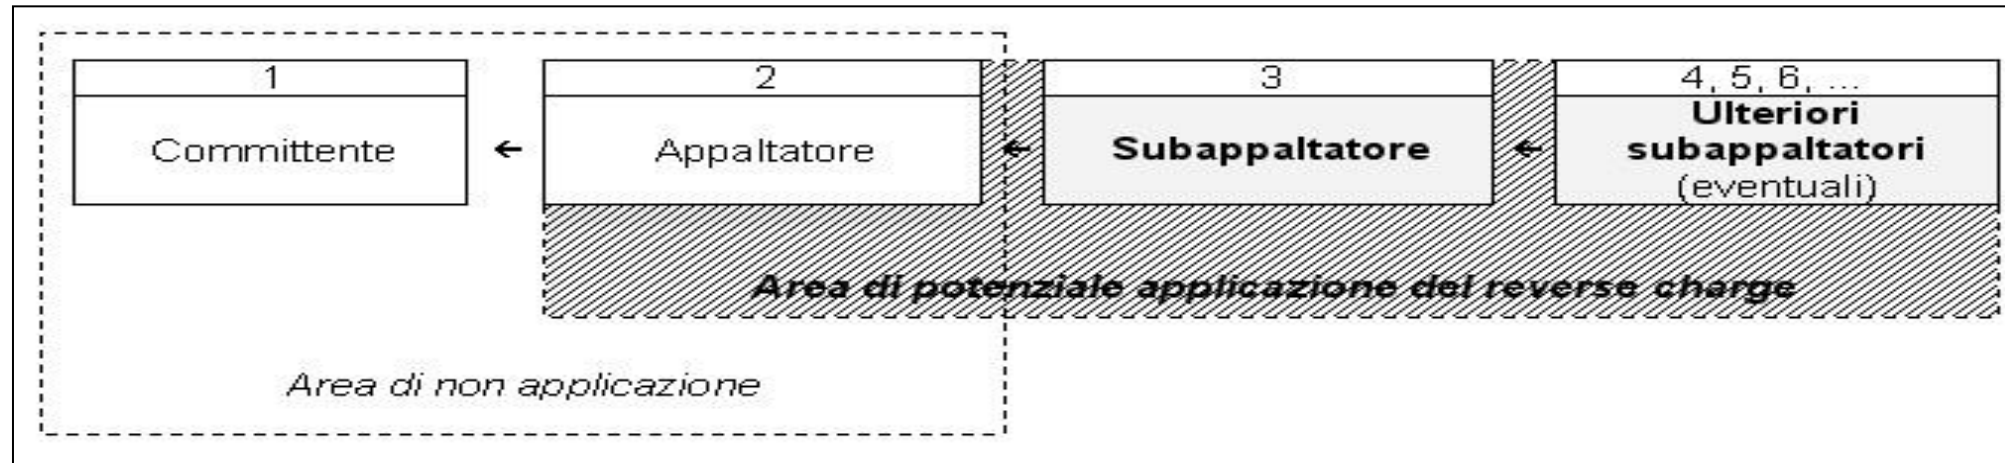 1
Committente
←
2
Appaltatore
←
3
Subappaltatore
←
4, 5, 6, ...
Ulteriori
subappaltatori
(eventuali)
Area di potenziale applicazione del reverse charge
Area di non applicazione